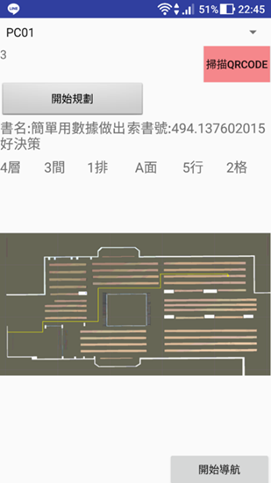 LINE 51% 22:45
PC01
3
掃描QRCODE
開始規劃
書名:簡單用數據做出 索書號:494.137602015
好決策
4層 3間 1排 A面 5行 2格
開始導航